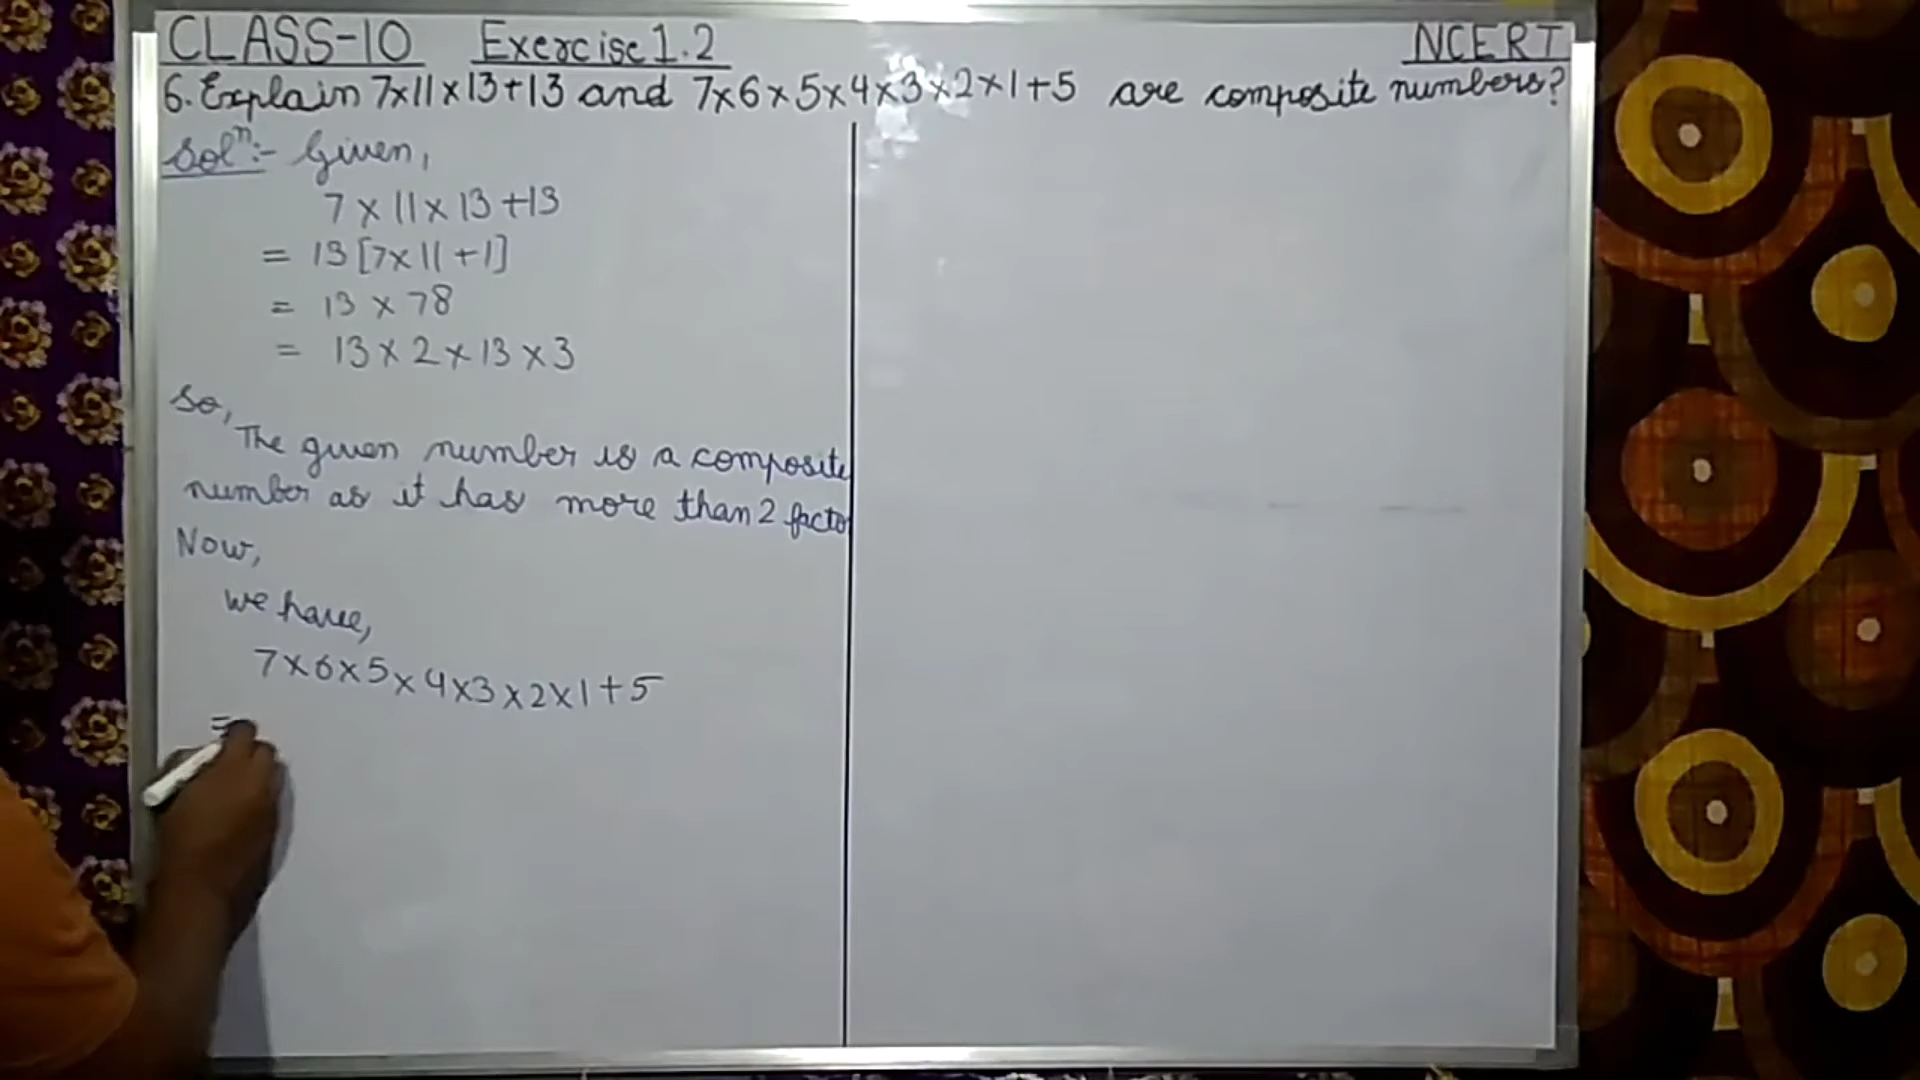 CLASS-10 Exercise 1.2 NCERT
6. Explain 7×11×13+13 and 7×6×5×4×3×2×1+5 are composite numbers?
Solⁿ:- Given,
7×11×13+13
= 13[7×11+1]
= 13×78
= 13×2×13×3
So,
The given number is a composite
number as it has more than 2 factor
Now,
we have,
7×6×5×4×3×2×1+5
=